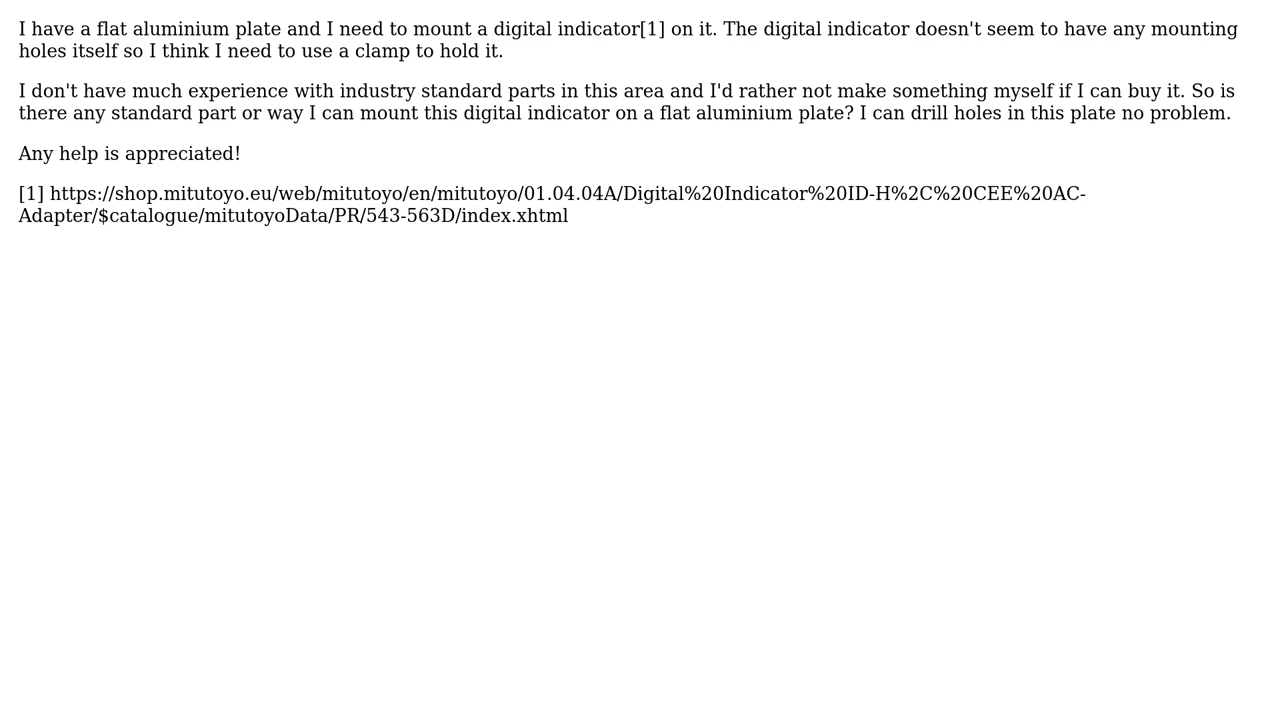 I have a flat aluminium plate and I need to mount a digital indicator[1] on it. The digital indicator doesn't seem to have any mounting
holes itself so I think I need to use a clamp to hold it.
I don't have much experience with industry standard parts in this area and I'd rather not make something myself if I can buy it. So is
there any standard part or way I can mount this digital indicator on a flat aluminium plate? I can drill holes in this plate no problem.
Any help is appreciated!
[1] https://shop.mitutoyo.eu/web/mitutoyo/en/mitutoyo/01.04.04A/Digital%20Indicator%20ID-H%2C%20CEE%20AC-
Adapter/$catalogue/mitutoyoData/PR/543-563D/index.xhtml